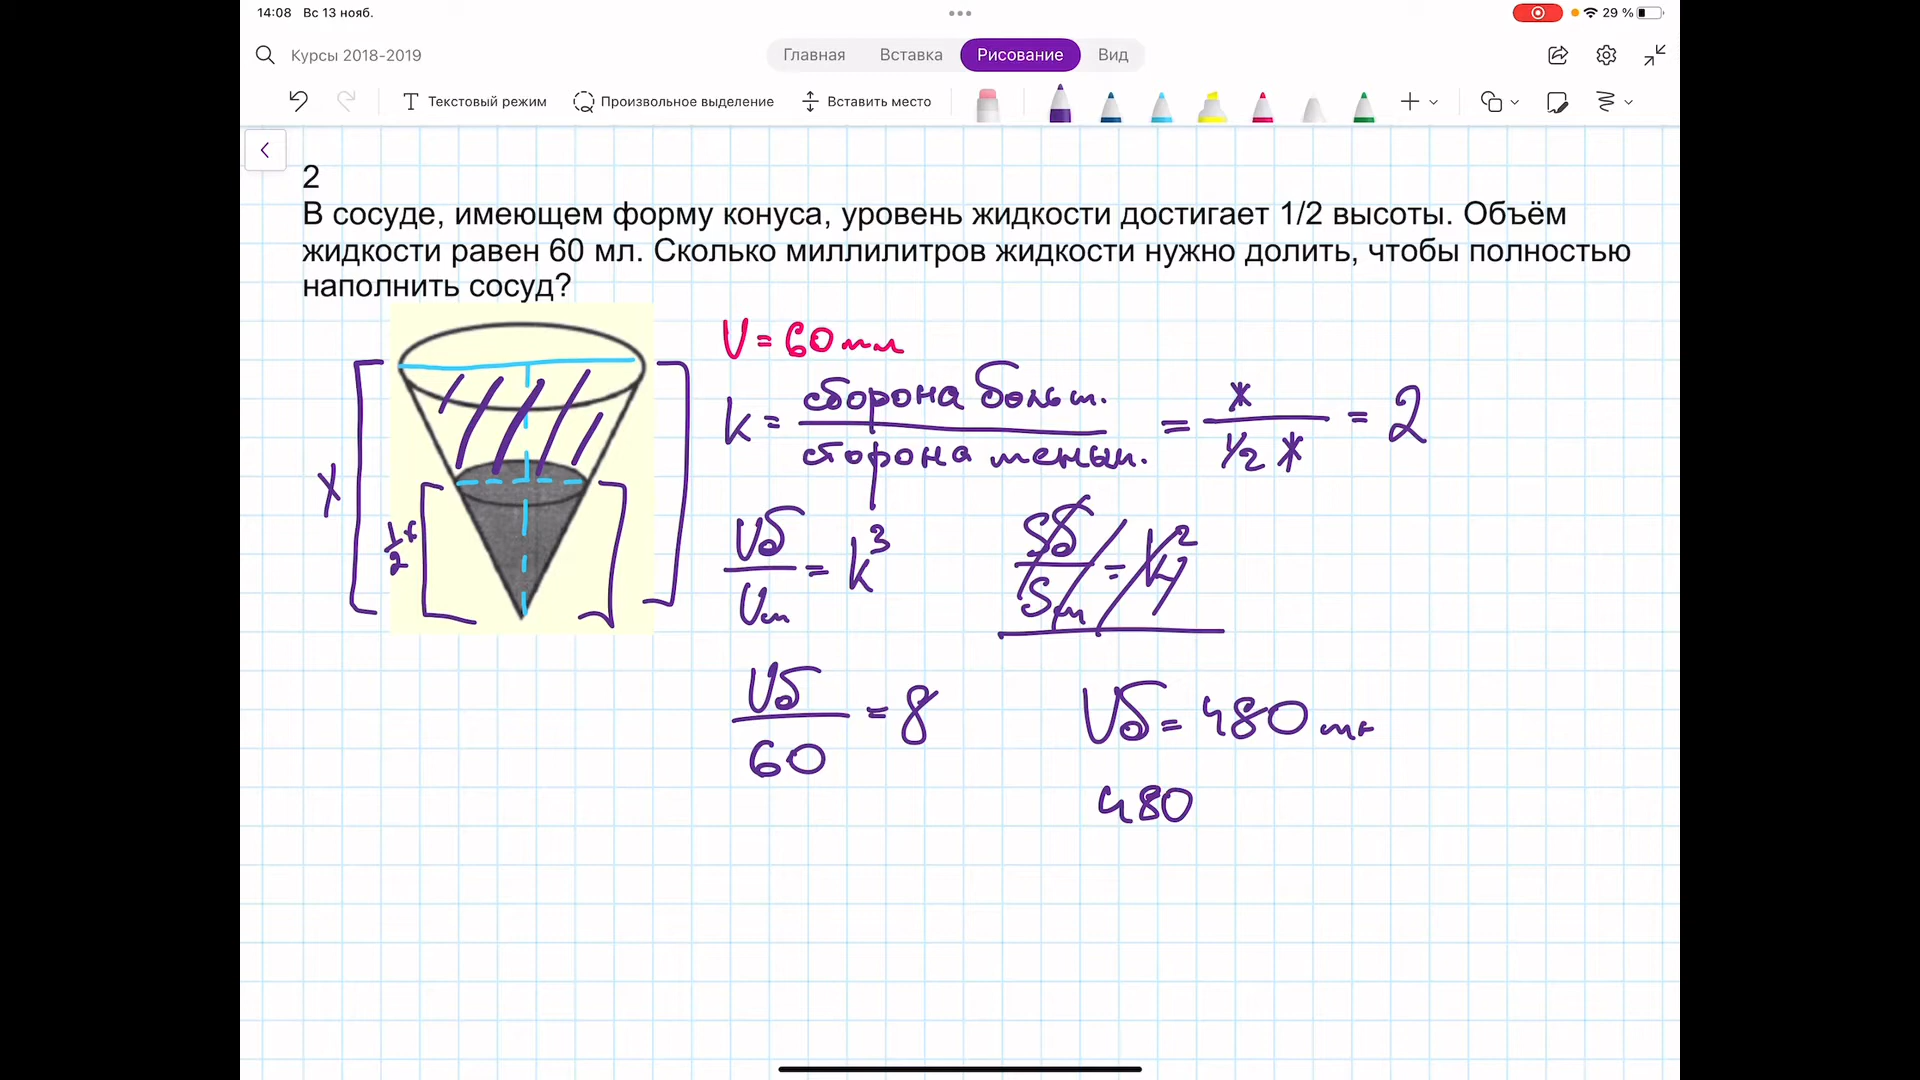 14:08 Вс 13 нояб.
29 %
Курсы 2018-2019
Главная Вставка Рисование Вид
Текстовый режим Произвольное выделение Вставить место
2
В сосуде, имеющем форму конуса, уровень жидкости достигает 1/2 высоты. Объём
жидкости равен 60 мл. Сколько миллилитров жидкости нужно долить, чтобы полностью
наполнить сосуд?
V = 60 мл
k = сторона больш. / сторона меньш. = x / 1/2 x = 2
x
1/2 x
Vб / Vм = k³
Sб / Sм = k²
Vб / 60 = 8
Vб = 480 мл
480